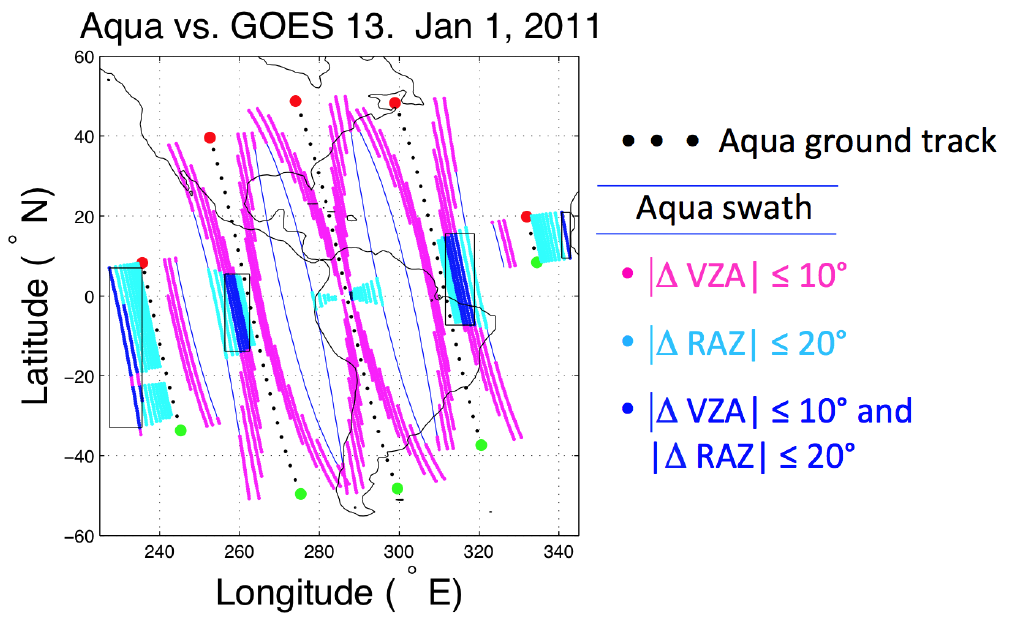 Aqua vs. GOES 13. Jan 1, 2011
60
40
20
0
−20
−40
−60
Latitude ( ° N)
240
260
280
300
320
340
Longitude ( ° E)
Aqua ground track
Aqua swath
|Δ VZA| ≤ 10°
|Δ RAZ| ≤ 20°
|Δ VZA| ≤ 10° and
|Δ RAZ| ≤ 20°